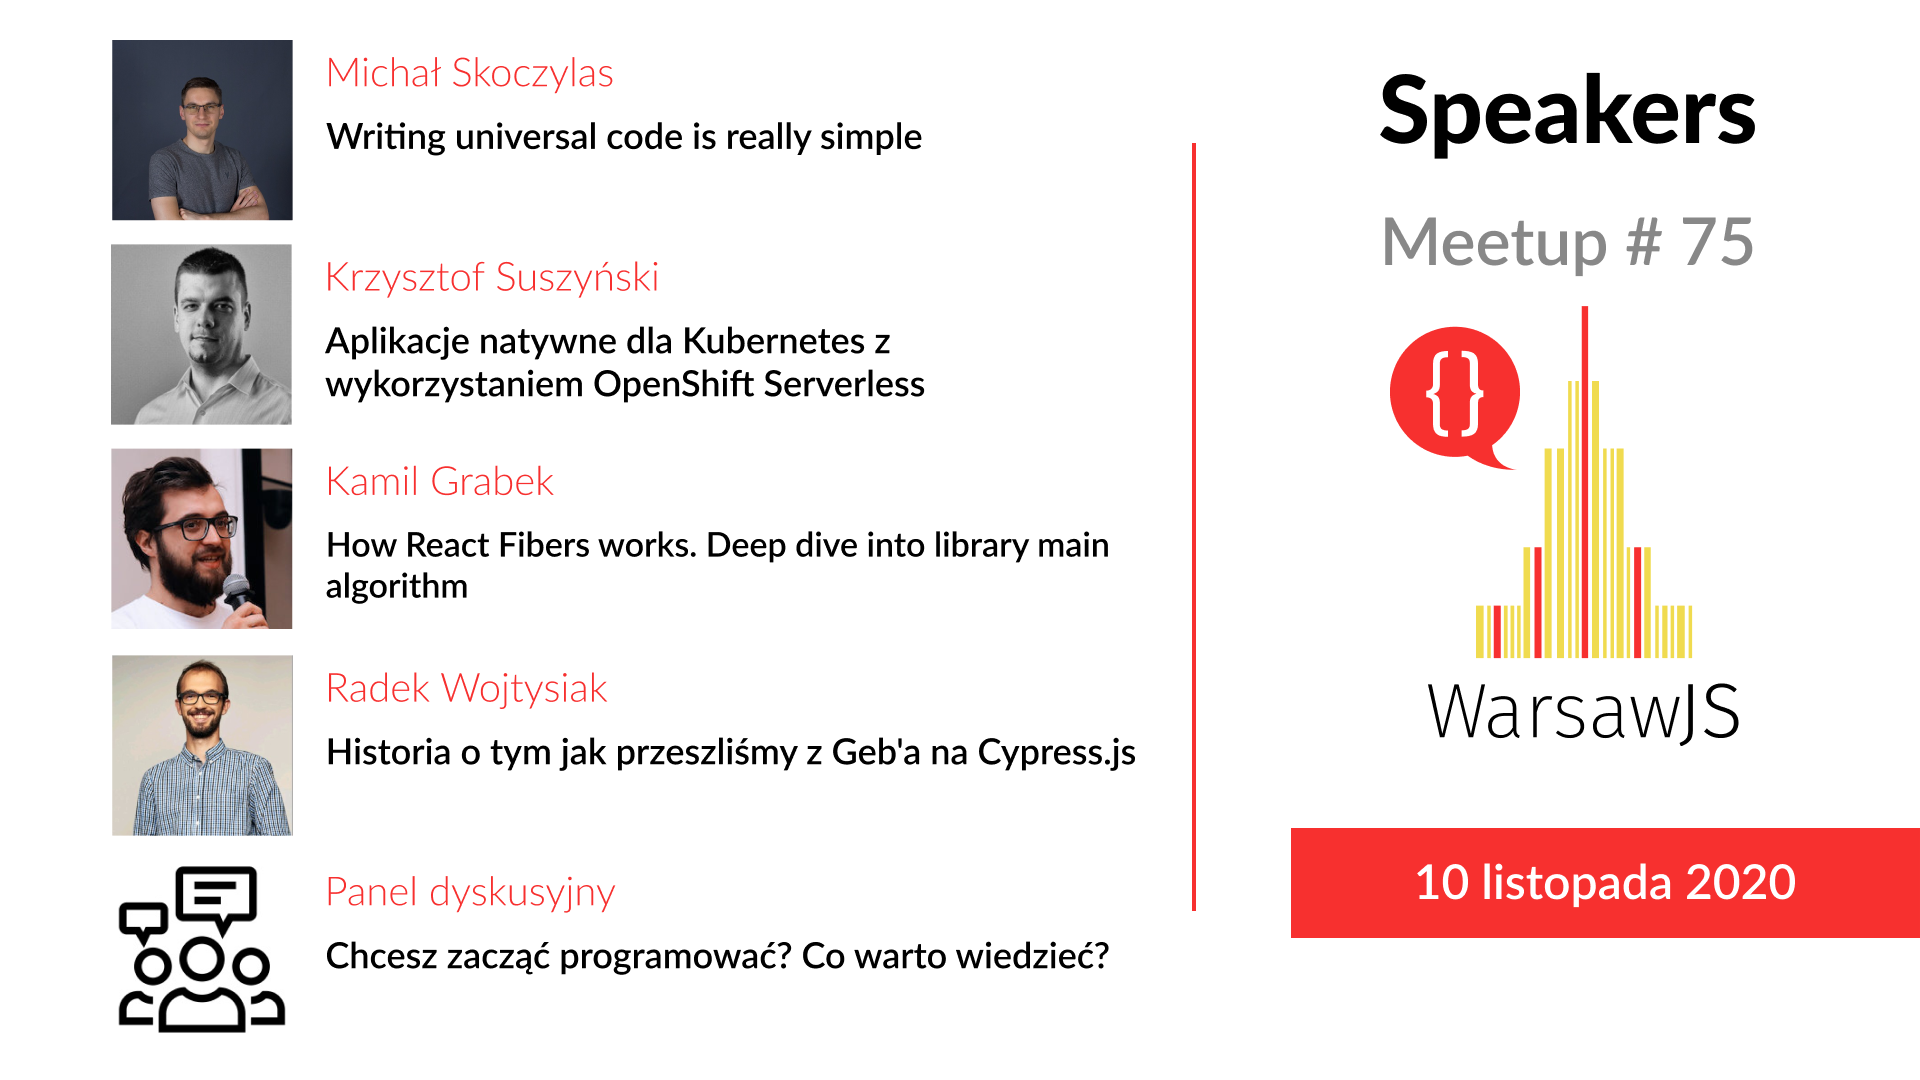 Michał Skoczylas
Writing universal code is really simple
Krzysztof Suszyński
Aplikacje natywne dla Kubernetes z
wykorzystaniem OpenShift Serverless
Kamil Grabek
How React Fibers works. Deep dive into library main
algorithm
Radek Wojtysiak
Historia o tym jak przeszliśmy z Geb'a na Cypress.js
Panel dyskusyjny
Chcesz zacząć programować? Co warto wiedzieć?
Speakers
Meetup # 75
{}
WarsawJS
10 listopada 2020